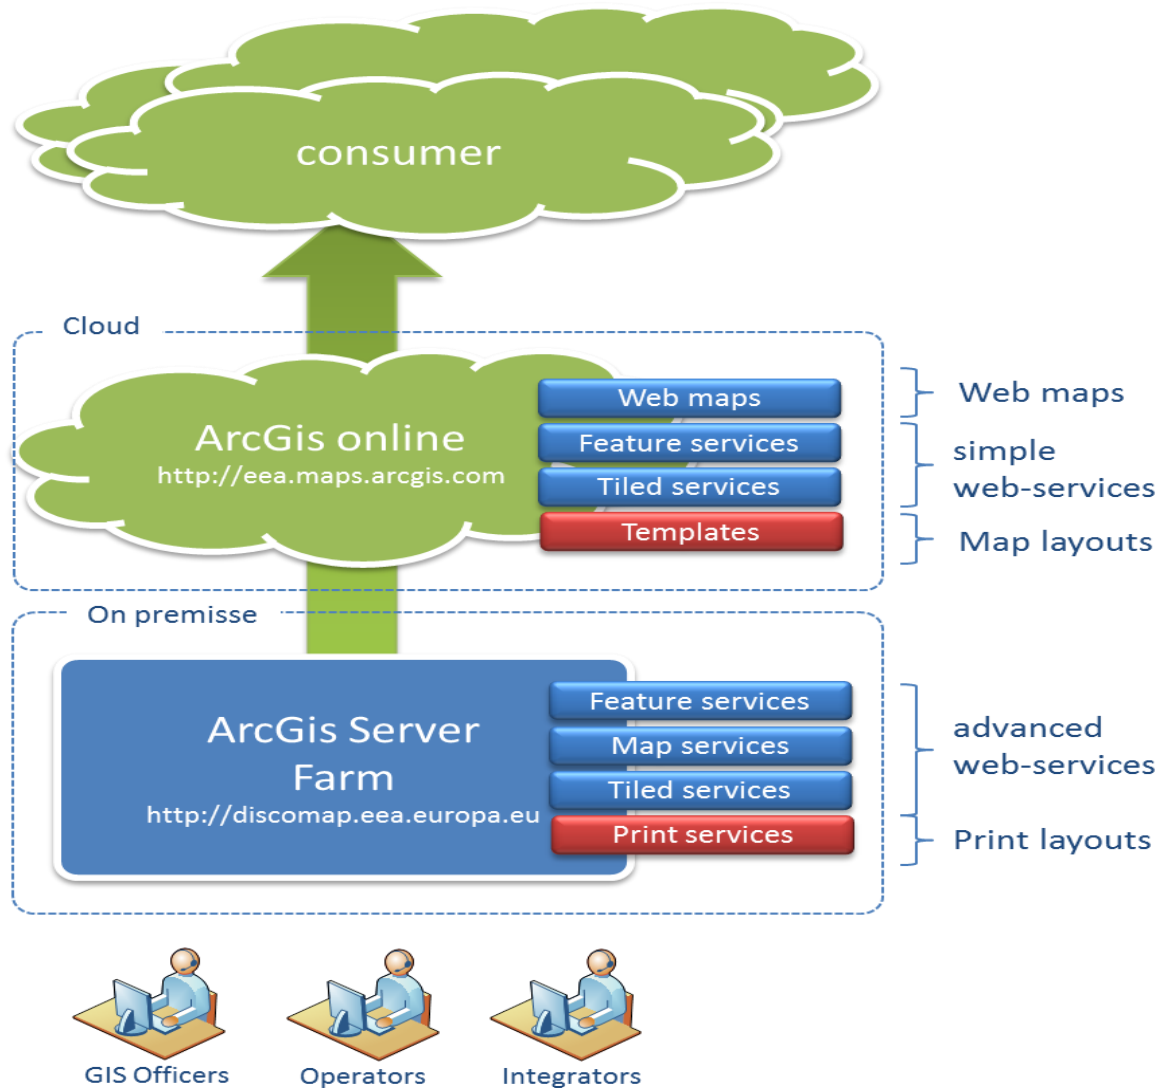 consumer
Cloud
ArcGis online
http://eea.maps.arcgis.com
Web maps
Feature services
Tiled services
Templates
Web maps
simple
web-services
Map layouts
On premisse
ArcGis Server
Farm
http://discomap.eea.europa.eu
Feature services
Map services
Tiled services
Print services
advanced
web-services
Print layouts
GIS Officers
Operators
Integrators